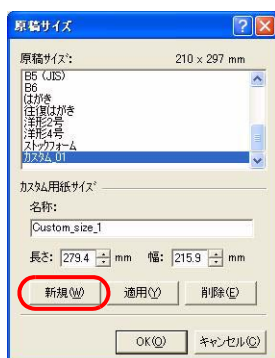 原稿サイズ
原稿サイズ: 210 x 297 mm
B5 (JIS)
B6
はがき
往復はがき
洋形2号
洋形4号
ストックフォーム
カスタム_01
カスタム用紙サイズ
名称:
Custom_size_1
長さ: 279.4 mm 幅: 215.9 mm
新規(W) 適用(Y) 削除(E)
OK(O) キャンセル(C)